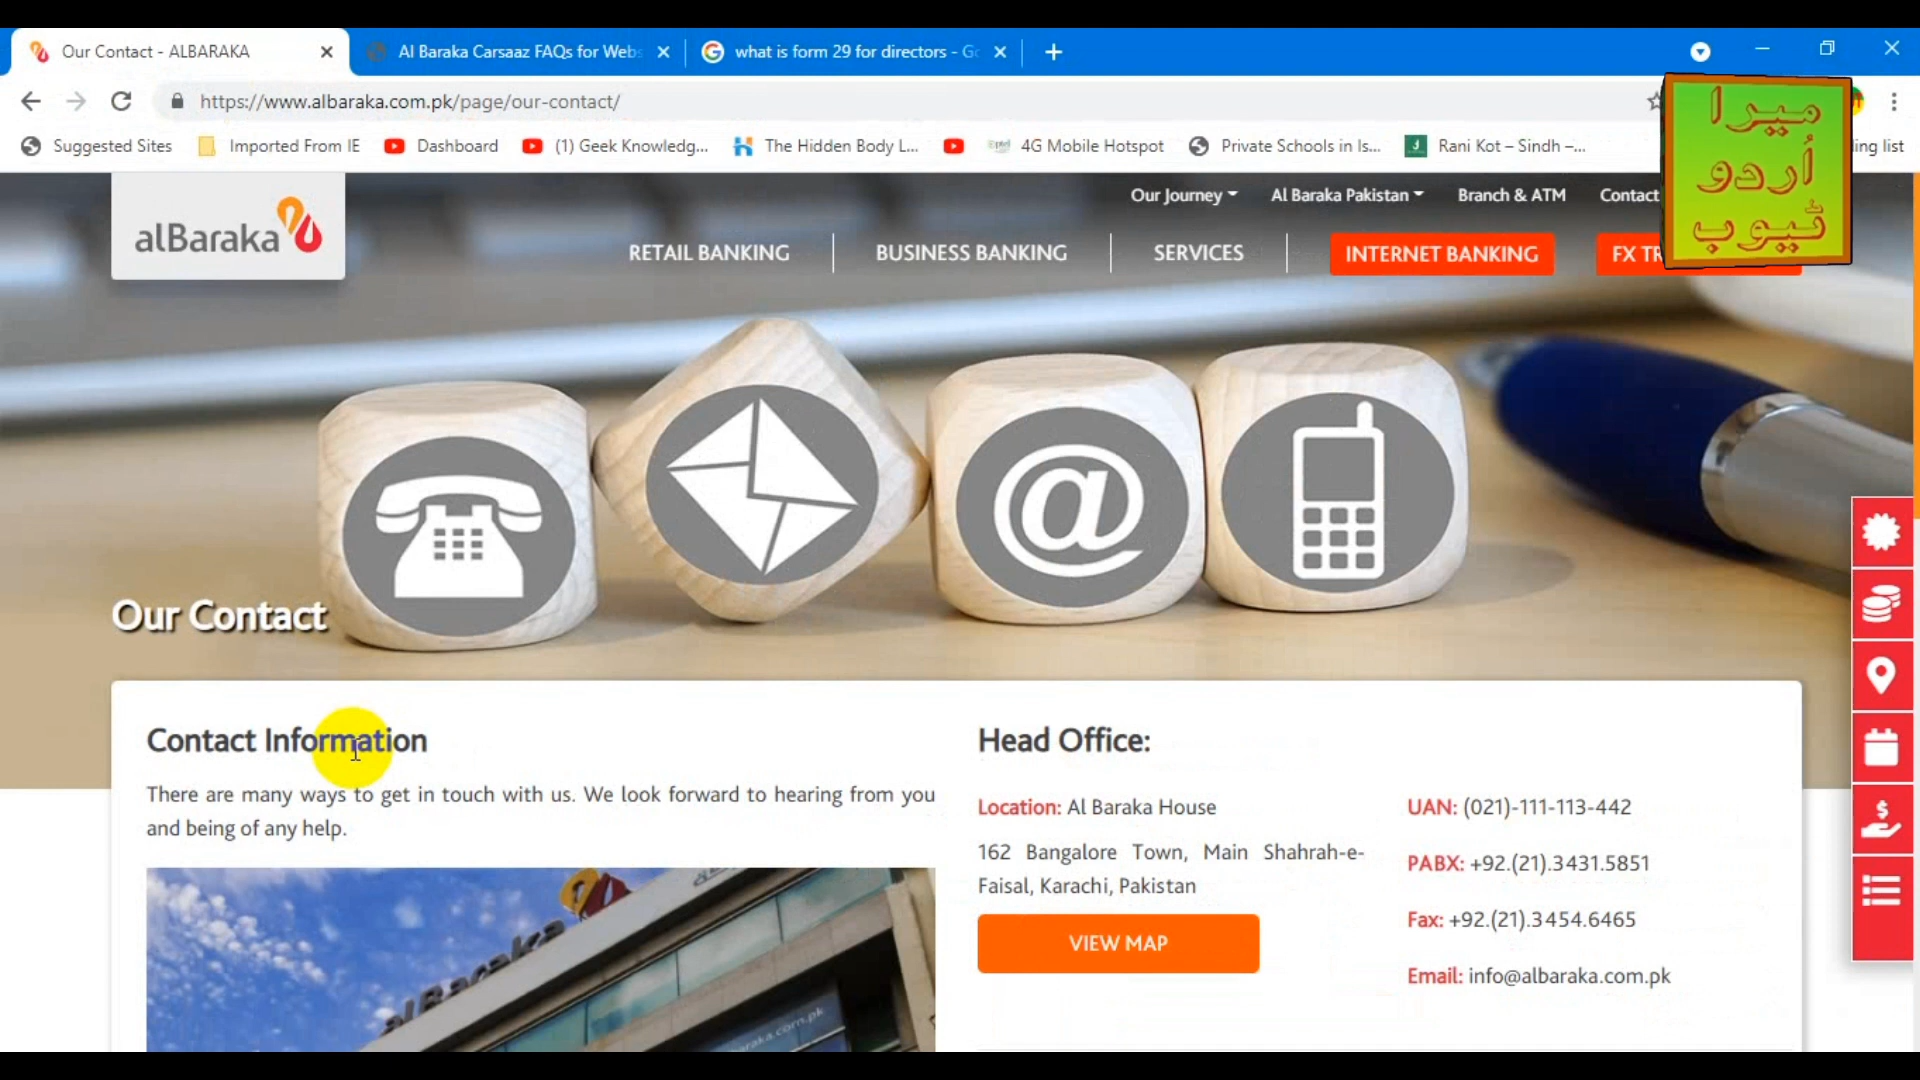 Our Contact - ALBARAKA
Al Baraka Carsaaz FAQs for Webs
what is form 29 for directors - Go
https://www.albaraka.com.pk/page/our-contact/
Suggested Sites
Imported From IE
Dashboard
(1) Geek Knowledg...
The Hidden Body L...
4G Mobile Hotspot
Private Schools in Is...
Rani Kot – Sindh –...
ing list
میرا
اُردو
ٹیوب
alBaraka
Our Journey
Al Baraka Pakistan
Branch & ATM
Contact
RETAIL BANKING
BUSINESS BANKING
SERVICES
INTERNET BANKING
FX TR
@
Our Contact
Contact Information
There are many ways to get in touch with us. We look forward to hearing from you
and being of any help.
alBaraka
Head Office:
Location: Al Baraka House
162 Bangalore Town, Main Shahrah-e-
Faisal, Karachi, Pakistan
VIEW MAP
UAN: (021)-111-113-442
PABX: +92.(21).3431.5851
Fax: +92.(21).3454.6465
Email: info@albaraka.com.pk